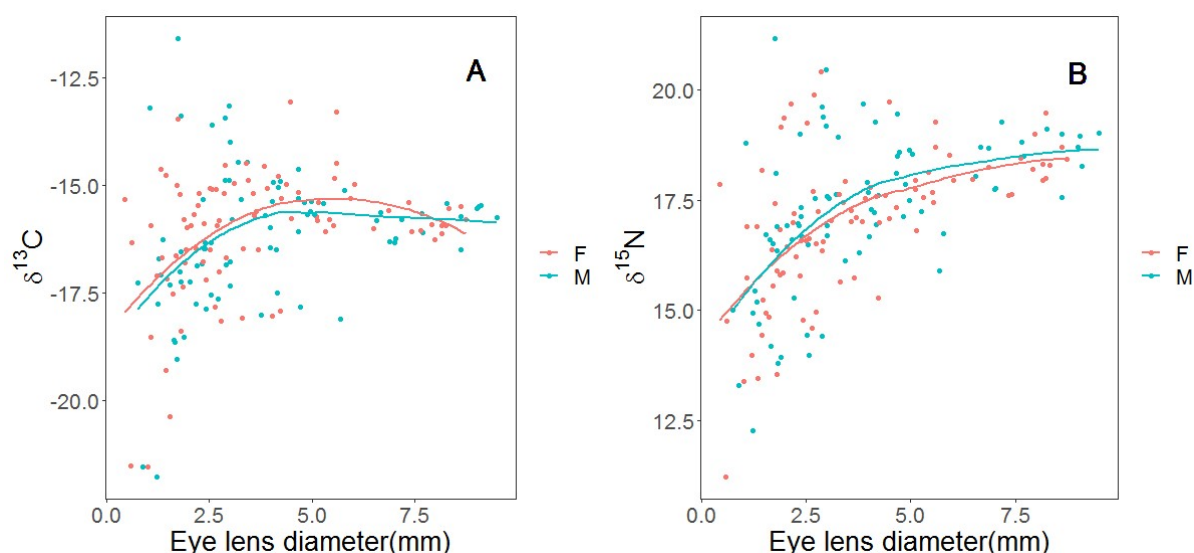 A
-12.5
-15.0
-17.5
-20.0
δ13C
0.0 2.5 5.0 7.5
Eye lens diameter(mm)
F
M
B
20.0
17.5
15.0
12.5
δ15N
0.0 2.5 5.0 7.5
Eye lens diameter(mm)
F
M